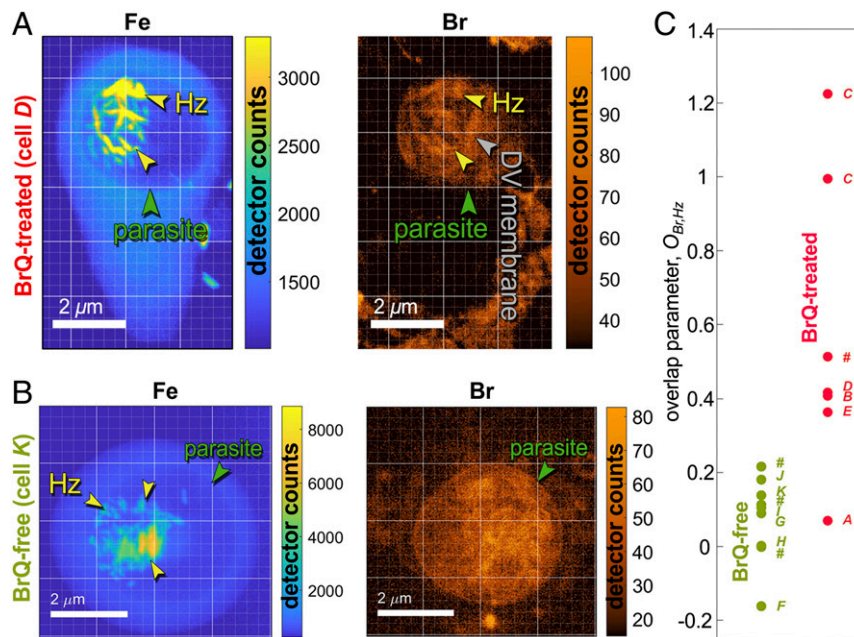 A
Fe
Br
BrQ-treated (cell D)
Hz
parasite
2 µm
3000
2500
2000
1500
detector counts
Hz
DV membrane
parasite
2 µm
100
90
80
70
60
50
40
detector counts
B
Fe
Br
BrQ-free (cell K)
Hz
parasite
2 µm
8000
6000
4000
2000
detector counts
parasite
2 µm
80
70
60
50
40
30
20
detector counts
C
overlap parameter, O Br,Hz
1.4
1.2
1
0.8
0.6
0.4
0.2
0
-0.2
BrQ-free
#
J
K
#
I
G
H
#
F
BrQ-treated
C
C
#
D
B
E
A